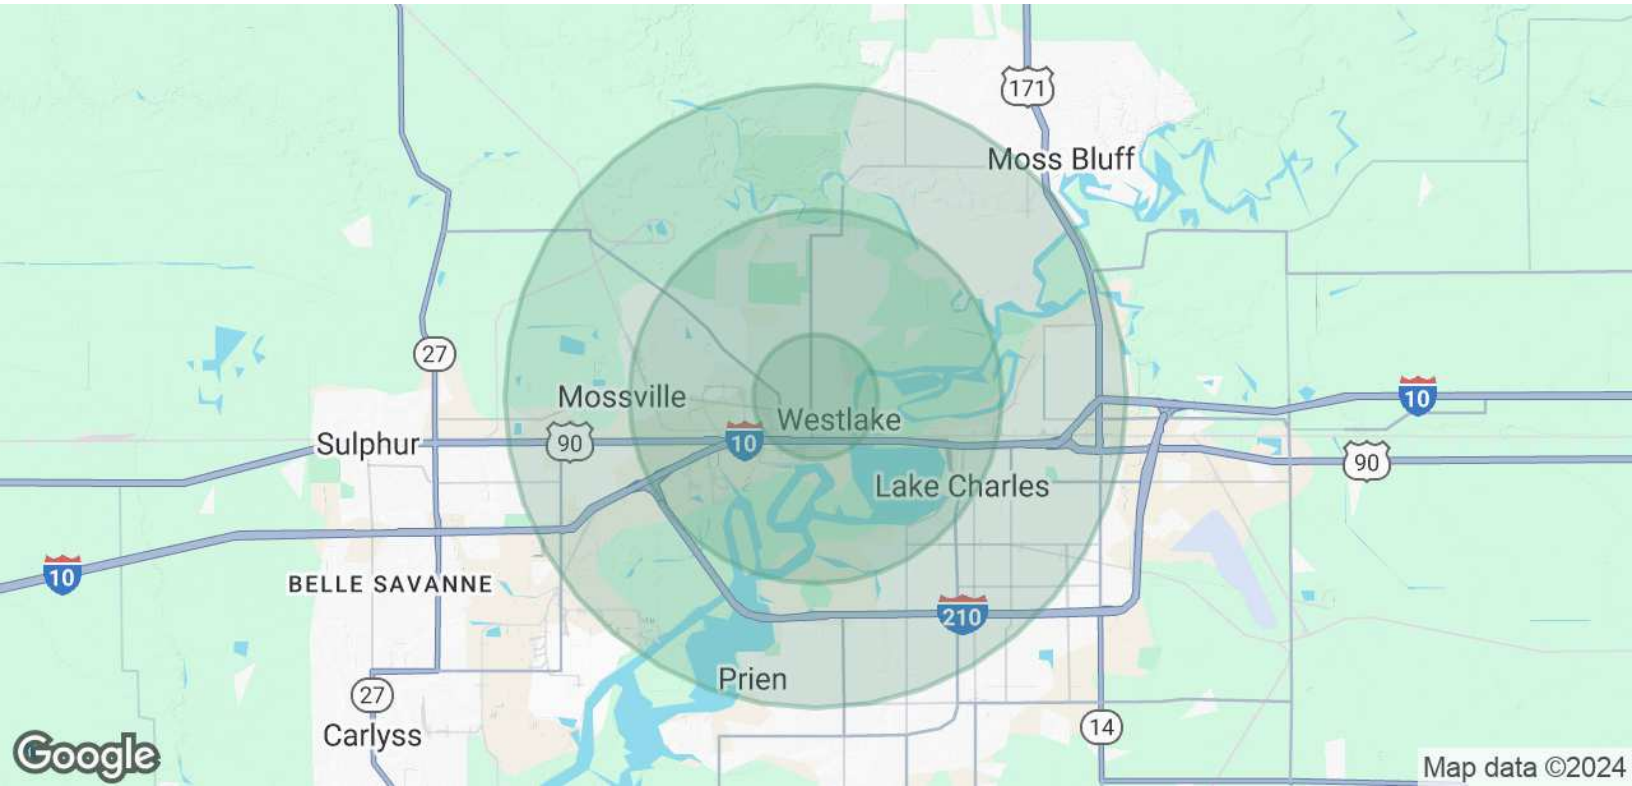 171
Moss Bluff
27
10
Mossville
Westlake
Sulphur
90
10
90
Lake Charles
10
BELLE SAVANNE
210
Prien
27
Carlyss
14
Google
Map data ©2024